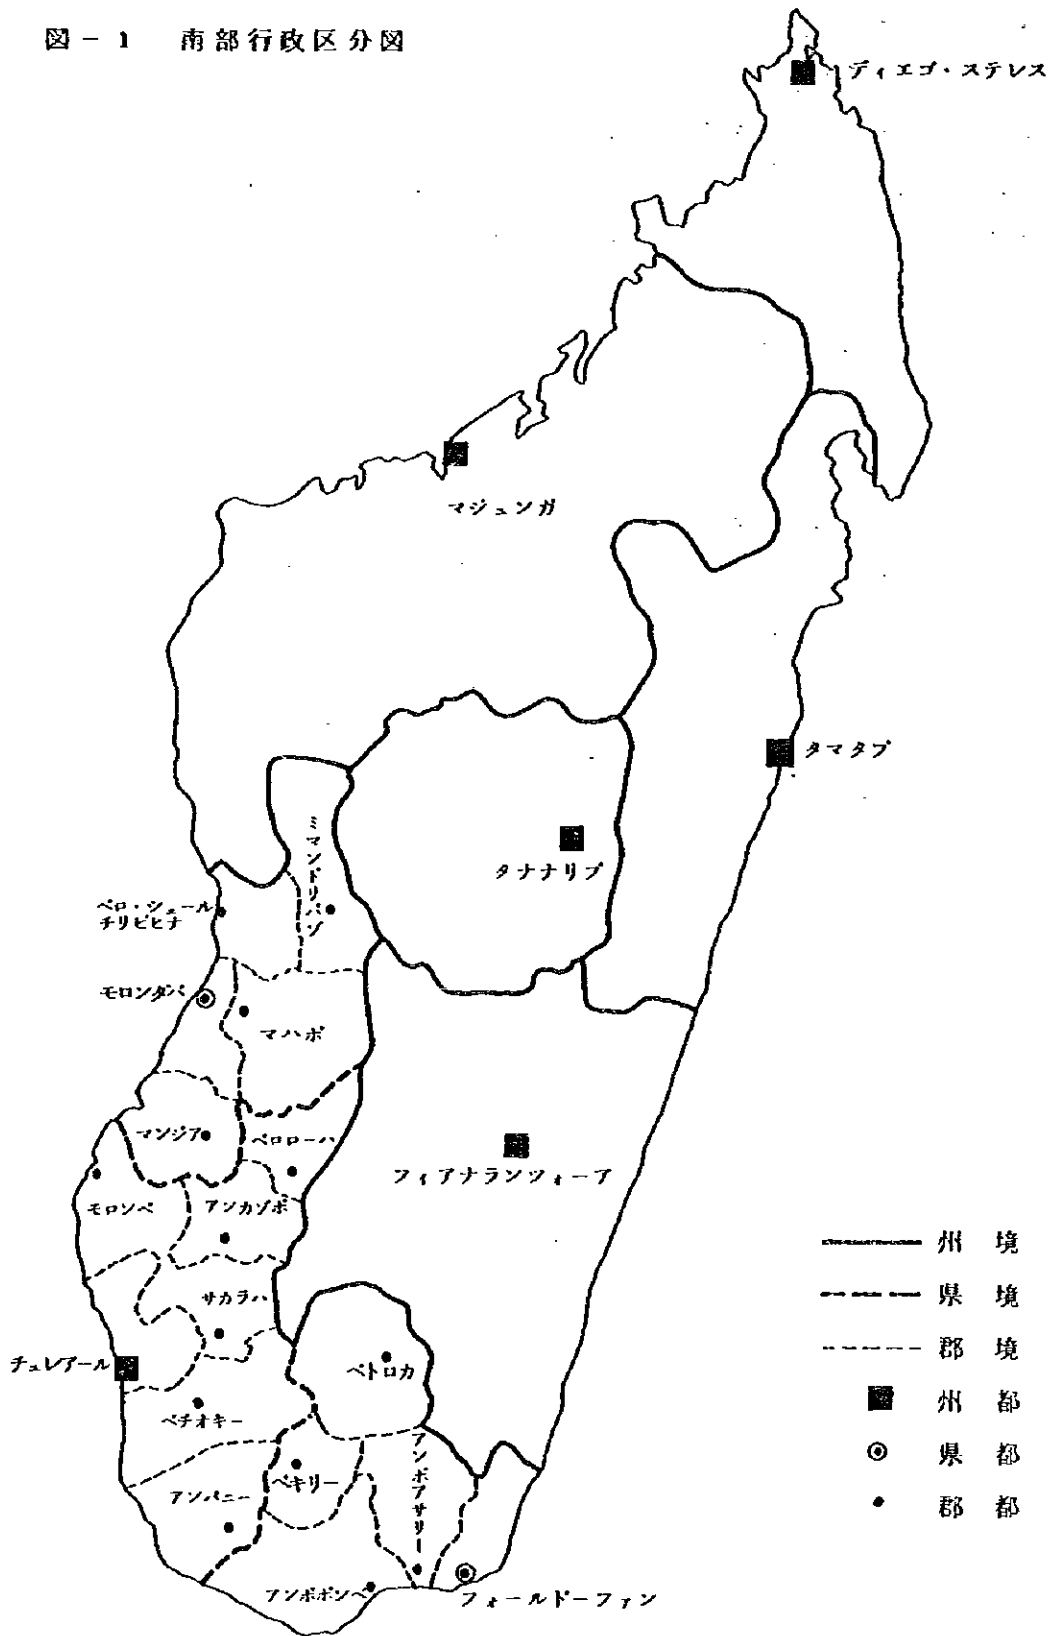 図－1 南部行政区分図
ディエゴ・ステレス
マジュンガ
タマタブ
タナナリブ
ミマンドリバゾ
ベロ・シュール
チリビヒナ
モロンダバ
マハボ
マンジア
ベロローハ
フィアナランツォーア
モロンベ
アンカゾボ
サカラハ
チュレアール
ベトロカ
ベチオキー
アンボアサリー
ベキリー
アンパニー
アンボボンベ
フォールドーファン
州境
県境
郡境
州都
県都
郡都